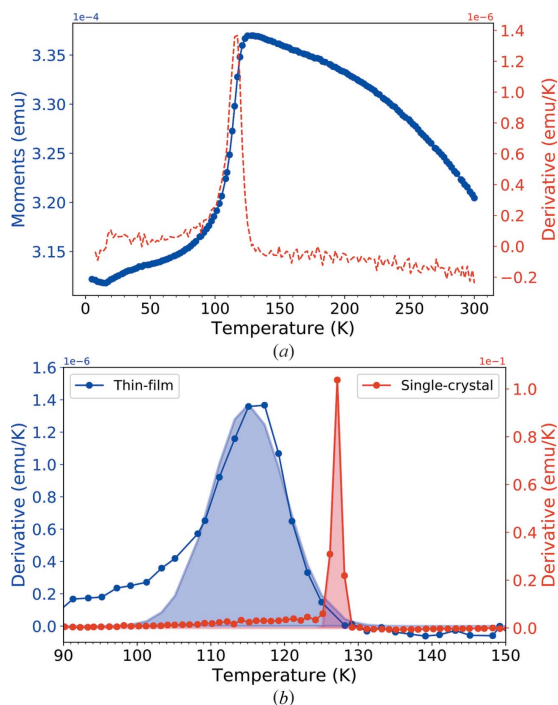 1e−4
1e−6
3.35
3.30
3.25
3.20
3.15
Moments (emu)
1.4
1.2
1.0
0.8
0.6
0.4
0.2
0.0
−0.2
Derivative (emu/K)
0 50 100 150 200 250 300
Temperature (K)
(a)
1e−6
1e−1
Thin-film
Single-crystal
1.6
1.4
1.2
1.0
0.8
0.6
0.4
0.2
0.0
Derivative (emu/K)
1.0
0.8
0.6
0.4
0.2
0.0
Derivative (emu/K)
90 100 110 120 130 140 150
Temperature (K)
(b)